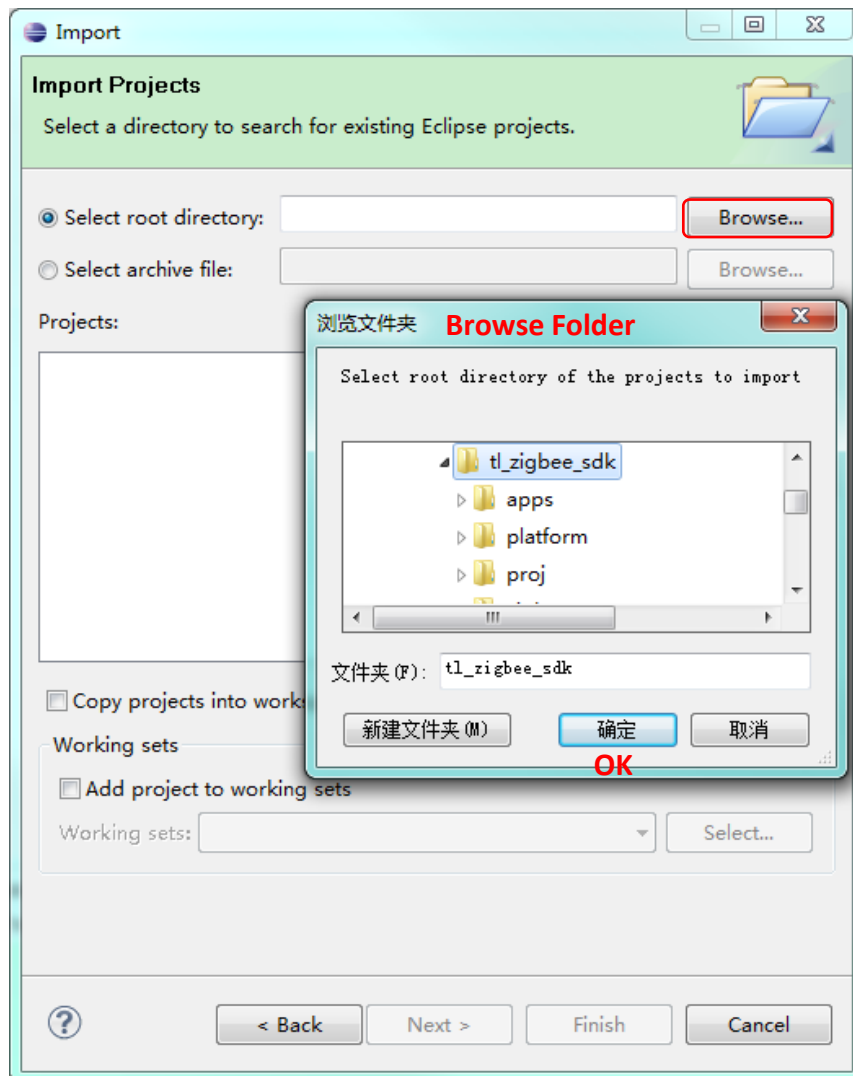 Import
Import Projects
Select a directory to search for existing Eclipse projects.
Select root directory:
Browse...
Select archive file:
Browse...
Projects:
浏览文件夹 Browse Folder
Select root directory of the projects to import
tl_zigbee_sdk
apps
platform
proj
文件夹(F): tl_zigbee_sdk
新建文件夹(M) 确定 取消
OK
Copy projects into works
Working sets
Add project to working sets
Working sets:
Select...
< Back Next > Finish Cancel